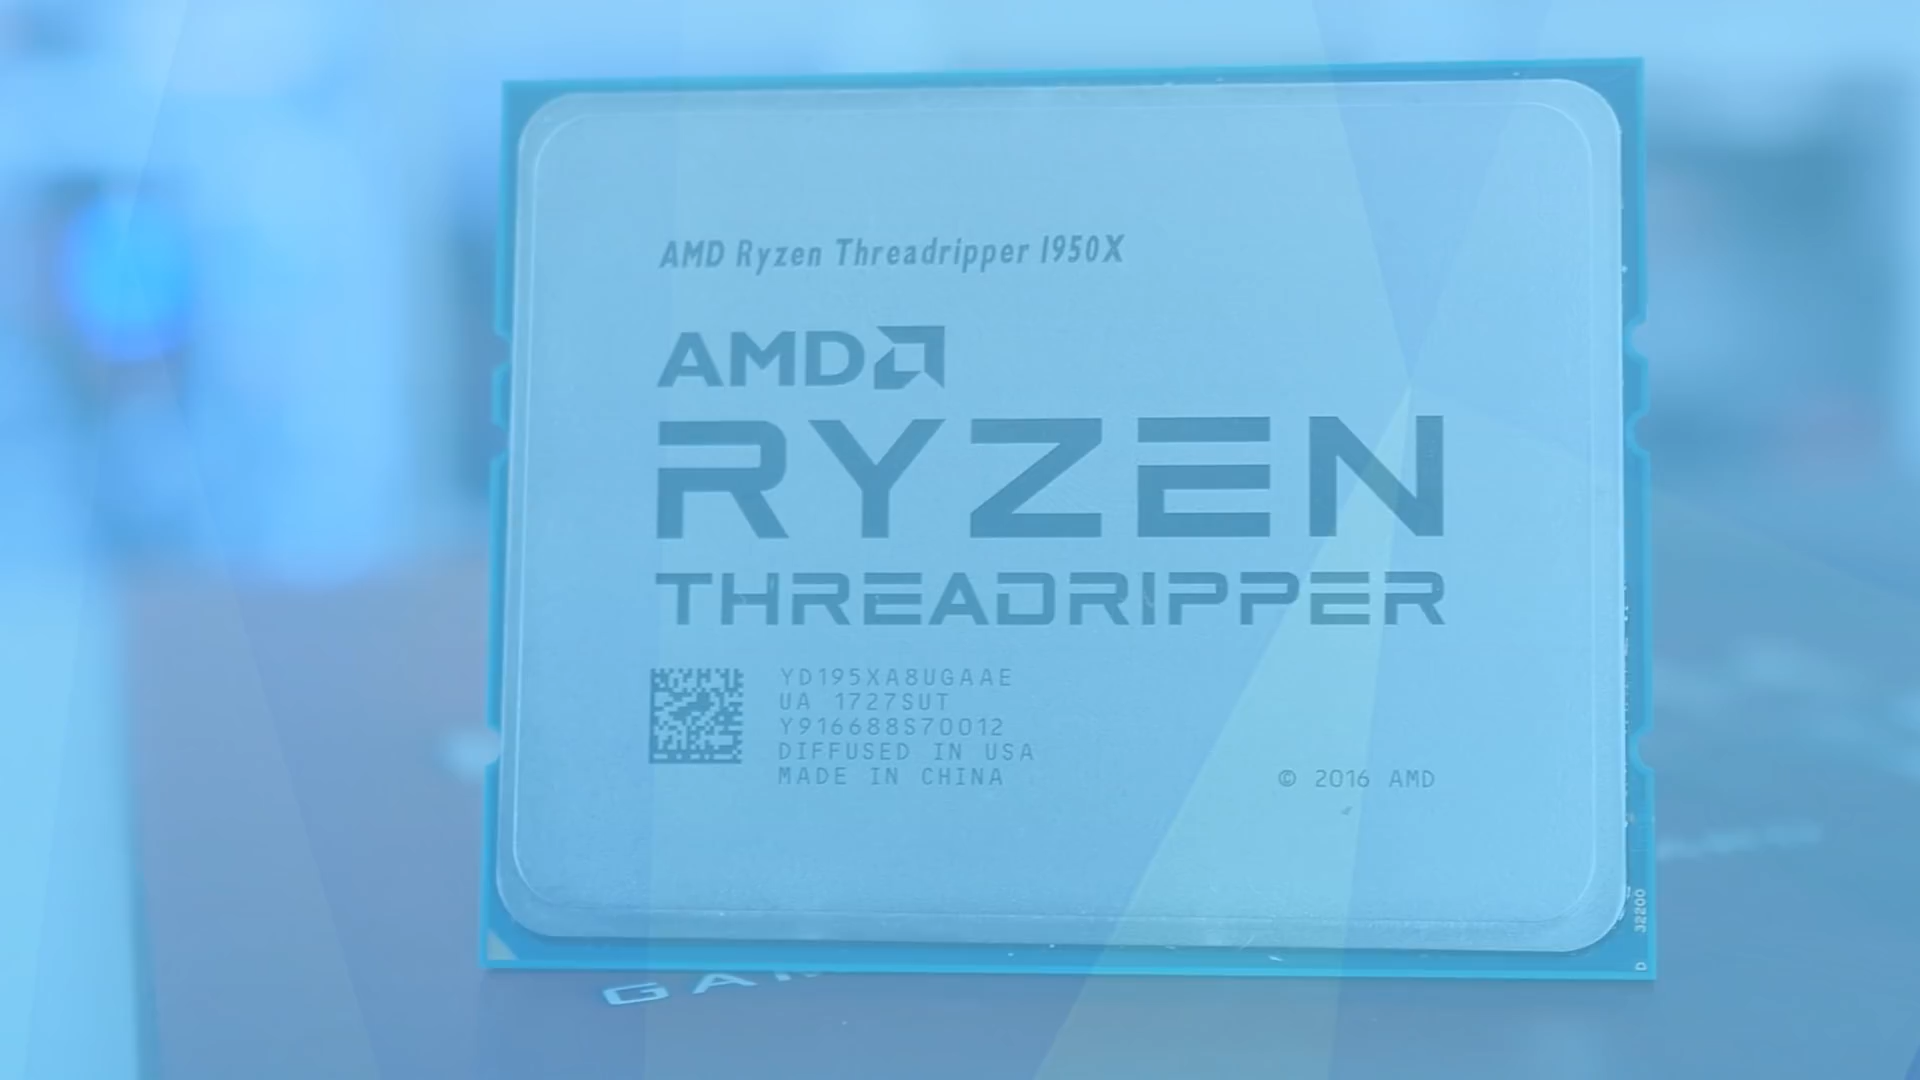 AMD Ryzen Threadripper 1950X
AMD
RYZEN
THREADRIPPER
YD195XA8UGAAE
UA 1727SUT
Y916688S70012
DIFFUSED IN USA
MADE IN CHINA
© 2016 AMD
32200
D